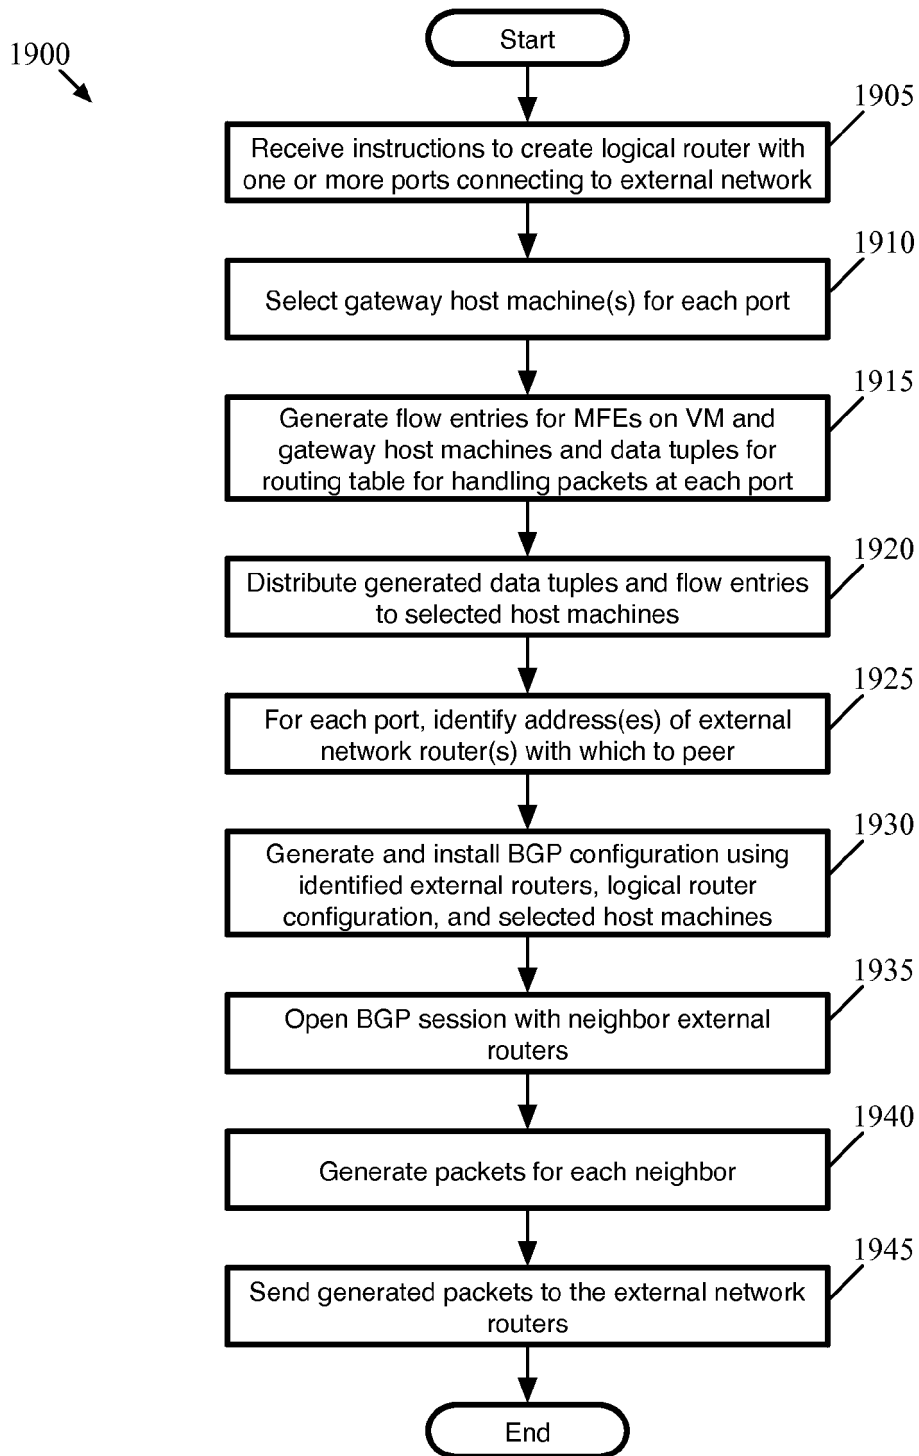 Start
1900
1905
Receive instructions to create logical router with
one or more ports connecting to external network
1910
Select gateway host machine(s) for each port
1915
Generate flow entries for MFEs on VM and
gateway host machines and data tuples for
routing table for handling packets at each port
1920
Distribute generated data tuples and flow entries
to selected host machines
1925
For each port, identify address(es) of external
network router(s) with which to peer
1930
Generate and install BGP configuration using
identified external routers, logical router
configuration, and selected host machines
1935
Open BGP session with neighbor external
routers
1940
Generate packets for each neighbor
1945
Send generated packets to the external network
routers
End